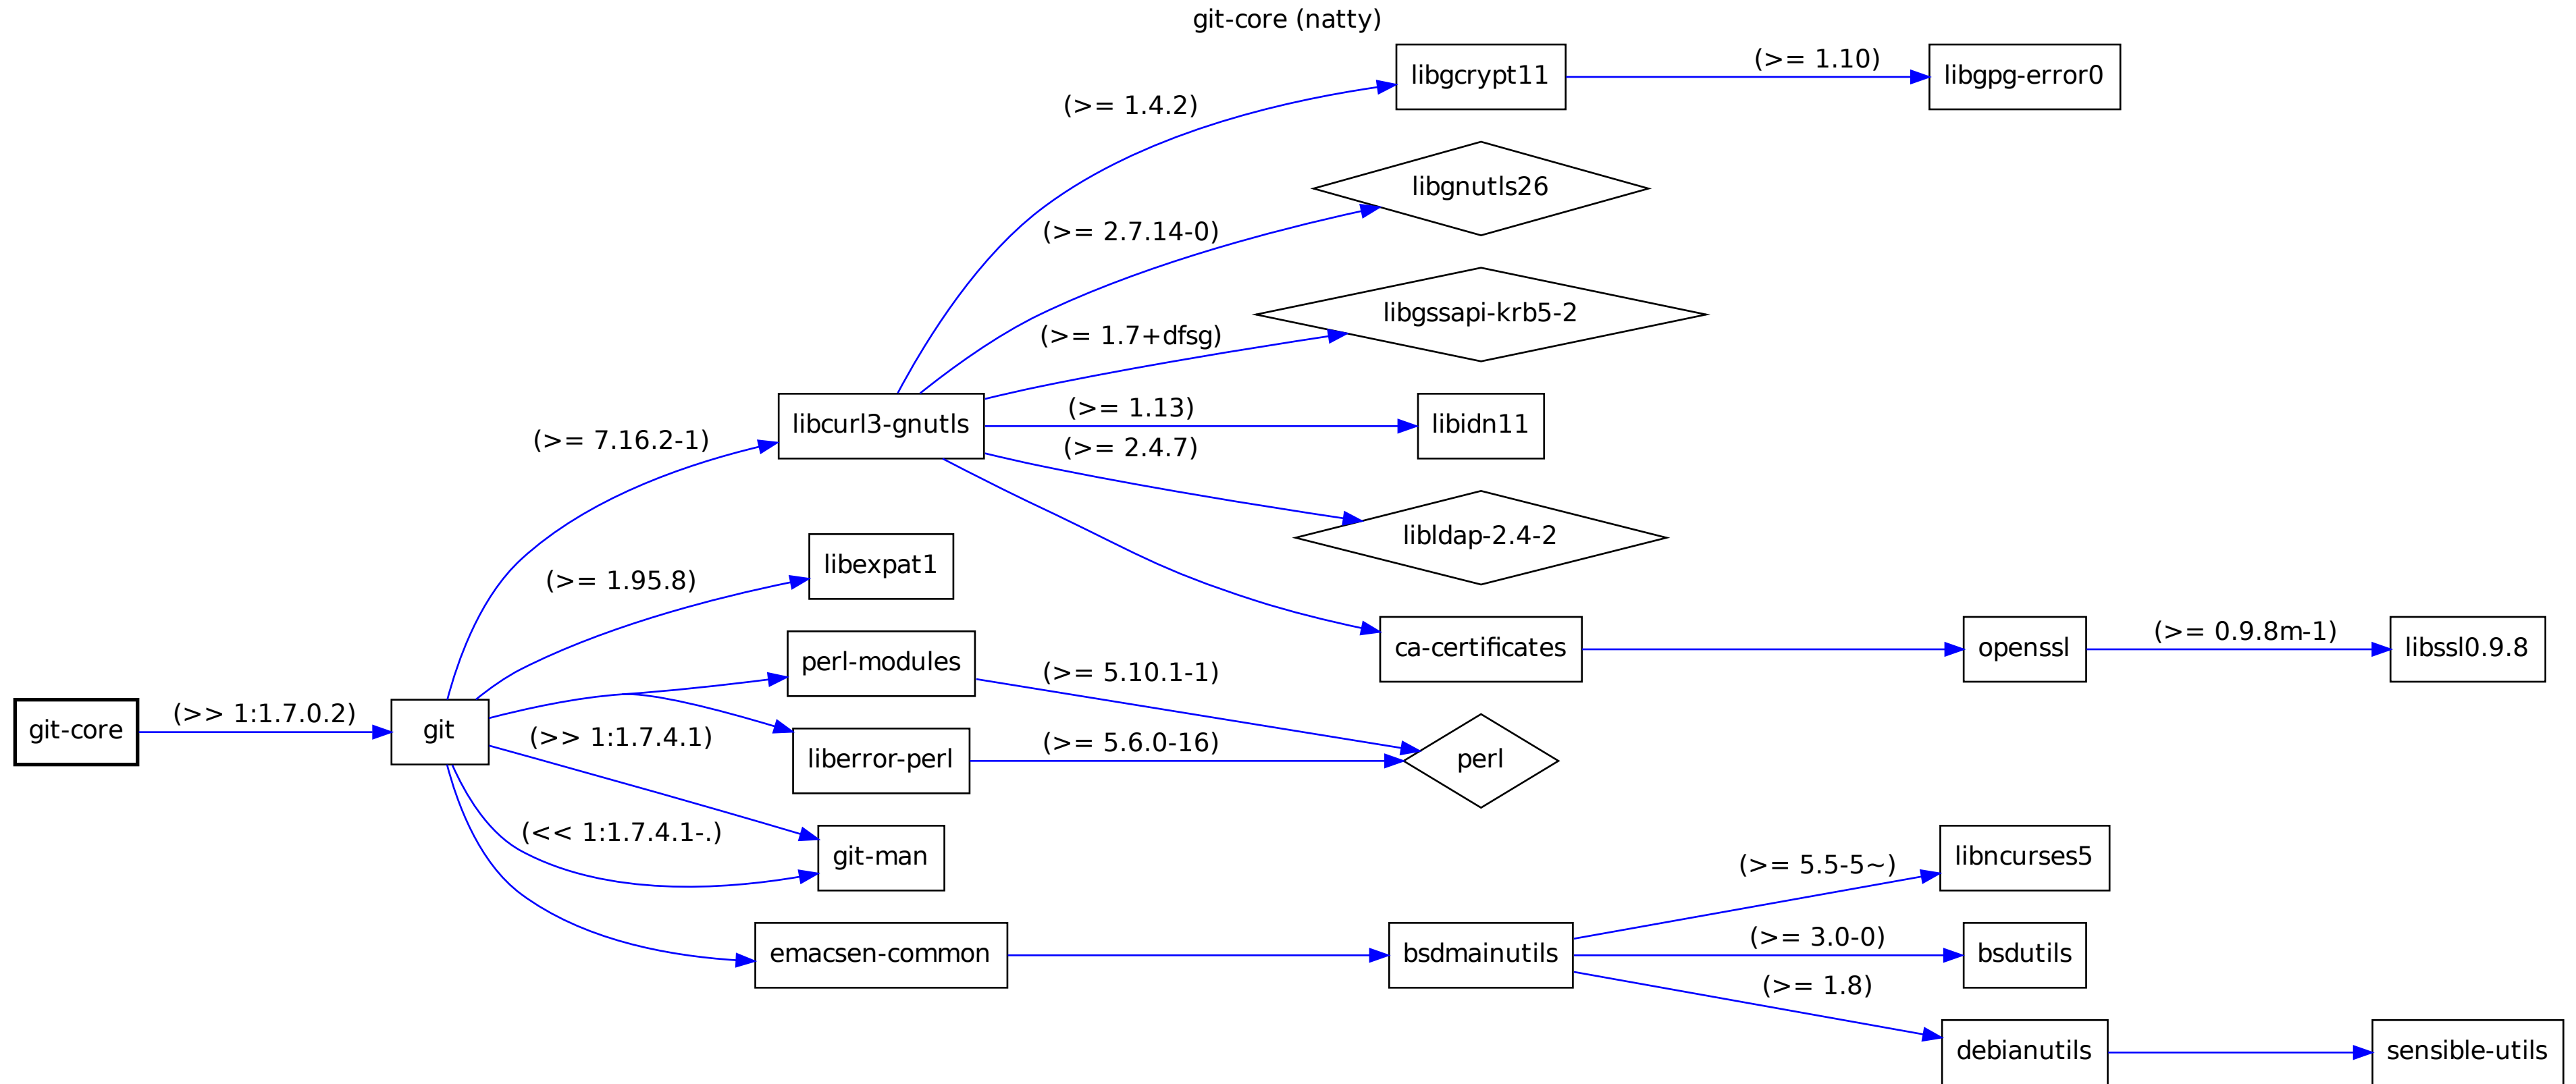 git-core (natty)
libgcrypt11
(>= 1.10)
libgpg-error0
(>= 1.4.2)
libgnutls26
(>= 2.7.14-0)
libgssapi-krb5-2
(>= 1.7+dfsg)
libcurl3-gnutls
(>= 1.13)
libidn11
(>= 7.16.2-1)
(>= 2.4.7)
libldap-2.4-2
libexpat1
(>= 1.95.8)
ca-certificates
openssl
(>= 0.9.8m-1)
libssl0.9.8
perl-modules
(>= 5.10.1-1)
git-core
(>> 1:1.7.0.2)
git
(>> 1:1.7.4.1)
liberror-perl
(>= 5.6.0-16)
perl
(<< 1:1.7.4.1-.)
git-man
(>= 5.5-5~)
libncurses5
emacsen-common
bsdmainutils
(>= 3.0-0)
bsdutils
(>= 1.8)
debianutils
sensible-utils